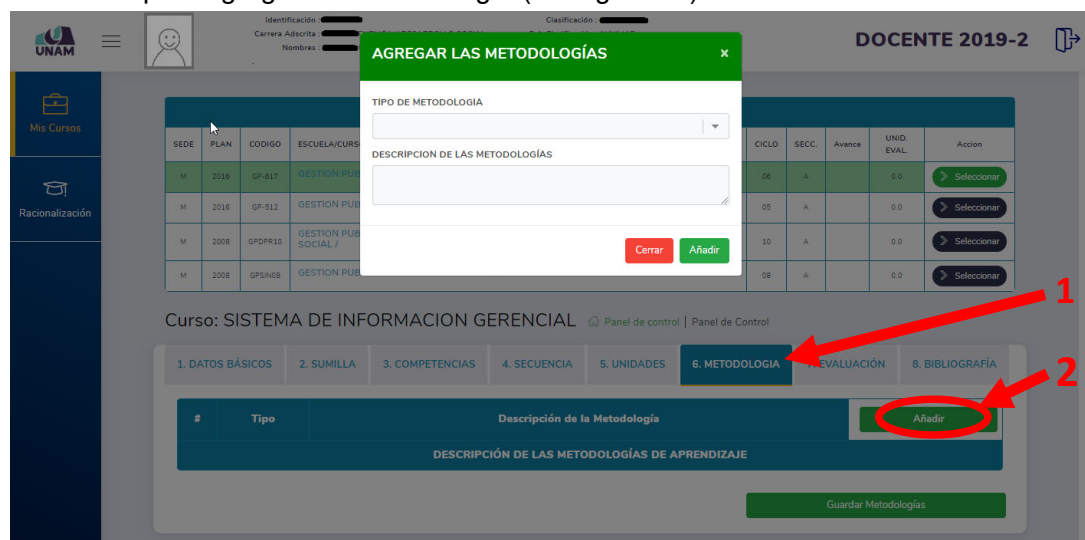 UNAM
Identificación :
Carrera Adscrita :
Nombres :
Clasificación :
DOCENTE 2019-2
AGREGAR LAS METODOLOGÍAS ×
TIPO DE METODOLOGIA
DESCRIPCION DE LAS METODOLOGÍAS
Cerrar Añadir
Mis Cursos
Racionalización
SEDE PLAN CODIGO ESCUELA/CURS CICLO SECC. Avance UNID. EVAL. Accion
M 2016 GP-617 GESTION PUB 06 A 0.0 Seleccionar
M 2016 GP-512 GESTION PUB 05 A 0.0 Seleccionar
M 2008 GPDPR10 GESTION PUB 10 A 0.0 Seleccionar
SOCIAL /
M 2008 GPSIN08 GESTION PUB 08 A 0.0 Seleccionar
1
Curso: SISTEMA DE INFORMACION GERENCIAL Panel de control | Panel de Control
1. DATOS BÁSICOS 2. SUMILLA 3. COMPETENCIAS 4. SECUENCIA 5. UNIDADES 6. METODOLOGIA EVALUACIÓN 8. BIBLIOGRAFÍA
2
# Tipo Descripción de la Metodología Añadir
DESCRIPCIÓN DE LAS METODOLOGÍAS DE APRENDIZAJE
Guardar Metodologías